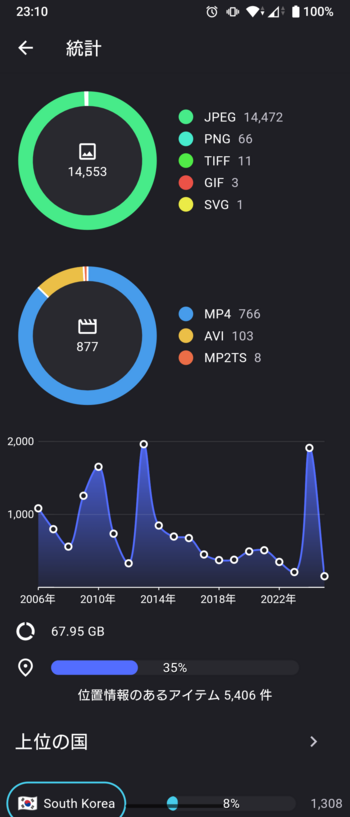 23:10 100%
統計
14,553
JPEG 14,472
PNG 66
TIFF 11
GIF 3
SVG 1
877
MP4 766
AVI 103
MP2TS 8
2,000
1,000
2006年 2010年 2014年 2018年 2022年
67.95 GB
35%
位置情報のあるアイテム 5,406 件
上位の国
South Korea 8% 1,308